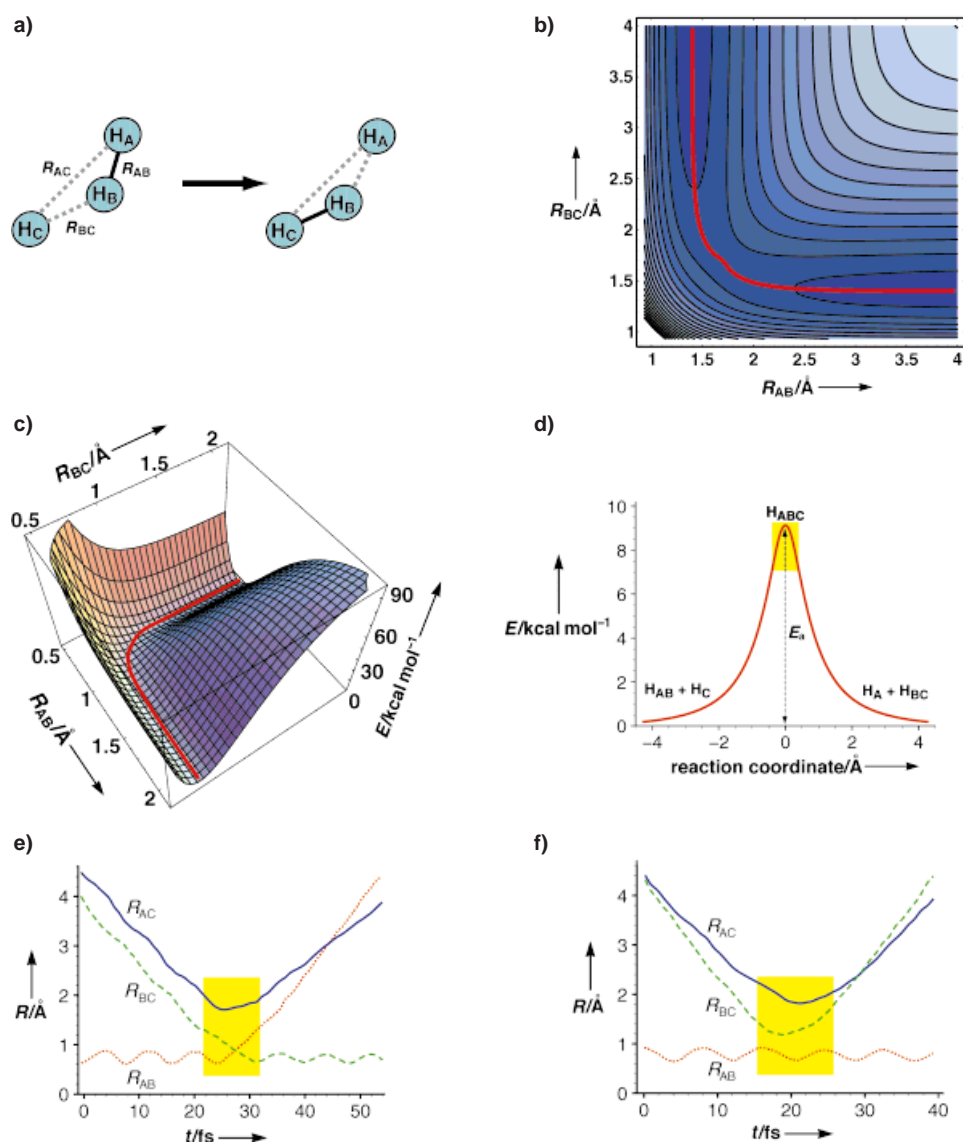 a)
H_A
R_AC
R_AB
H_B
H_C
R_BC
H_A
H_B
H_C
b)
4
3.5
3
2.5
2
1.5
1
R_BC/Å
1 1.5 2 2.5 3 3.5 4
R_AB/Å
c)
R_BC/Å
0.5 1 1.5 2
0.5 1 1.5 2
R_AB/Å
90
60
30
0
E/kcal mol⁻¹
d)
10
8
6
4
2
0
E/kcal mol⁻¹
H_ABC
E_a
H_AB + H_C
H_A + H_BC
−4 −2 0 2 4
reaction coordinate/Å
e)
4
3
2
1
0
R/Å
R_AC
R_BC
R_AB
0 10 20 30 40 50
t/fs
f)
4
3
2
1
0
R/Å
R_AC
R_BC
R_AB
0 10 20 30 40
t/fs